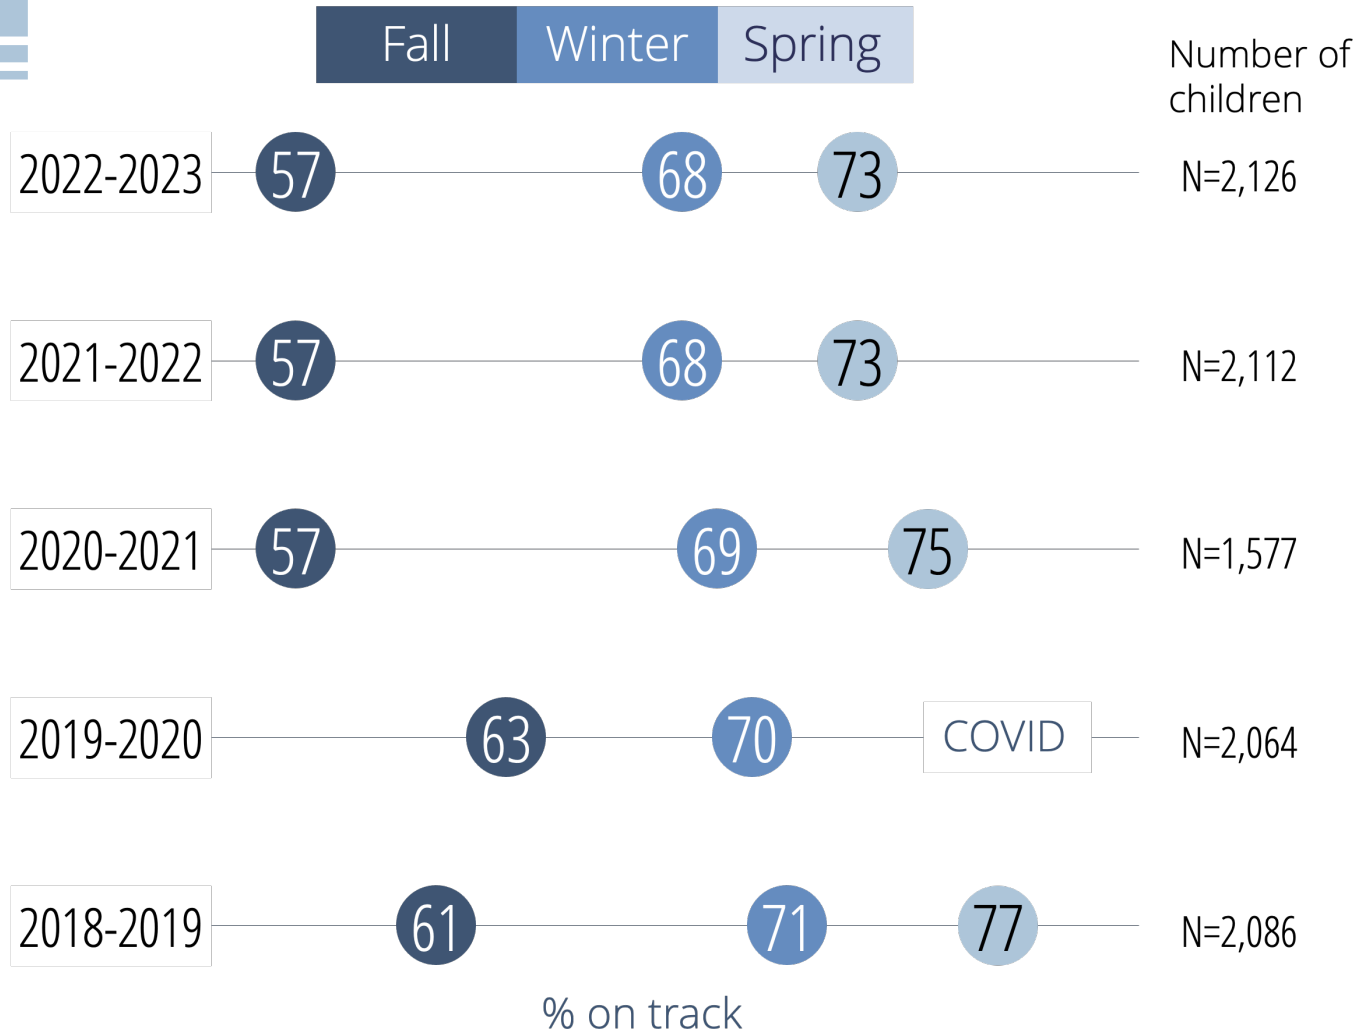 Fall Winter Spring
Number of
children
2022-2023 57 68 73 N=2,126
2021-2022 57 68 73 N=2,112
2020-2021 57 69 75 N=1,577
2019-2020 63 70 COVID N=2,064
2018-2019 61 71 77 N=2,086
% on track